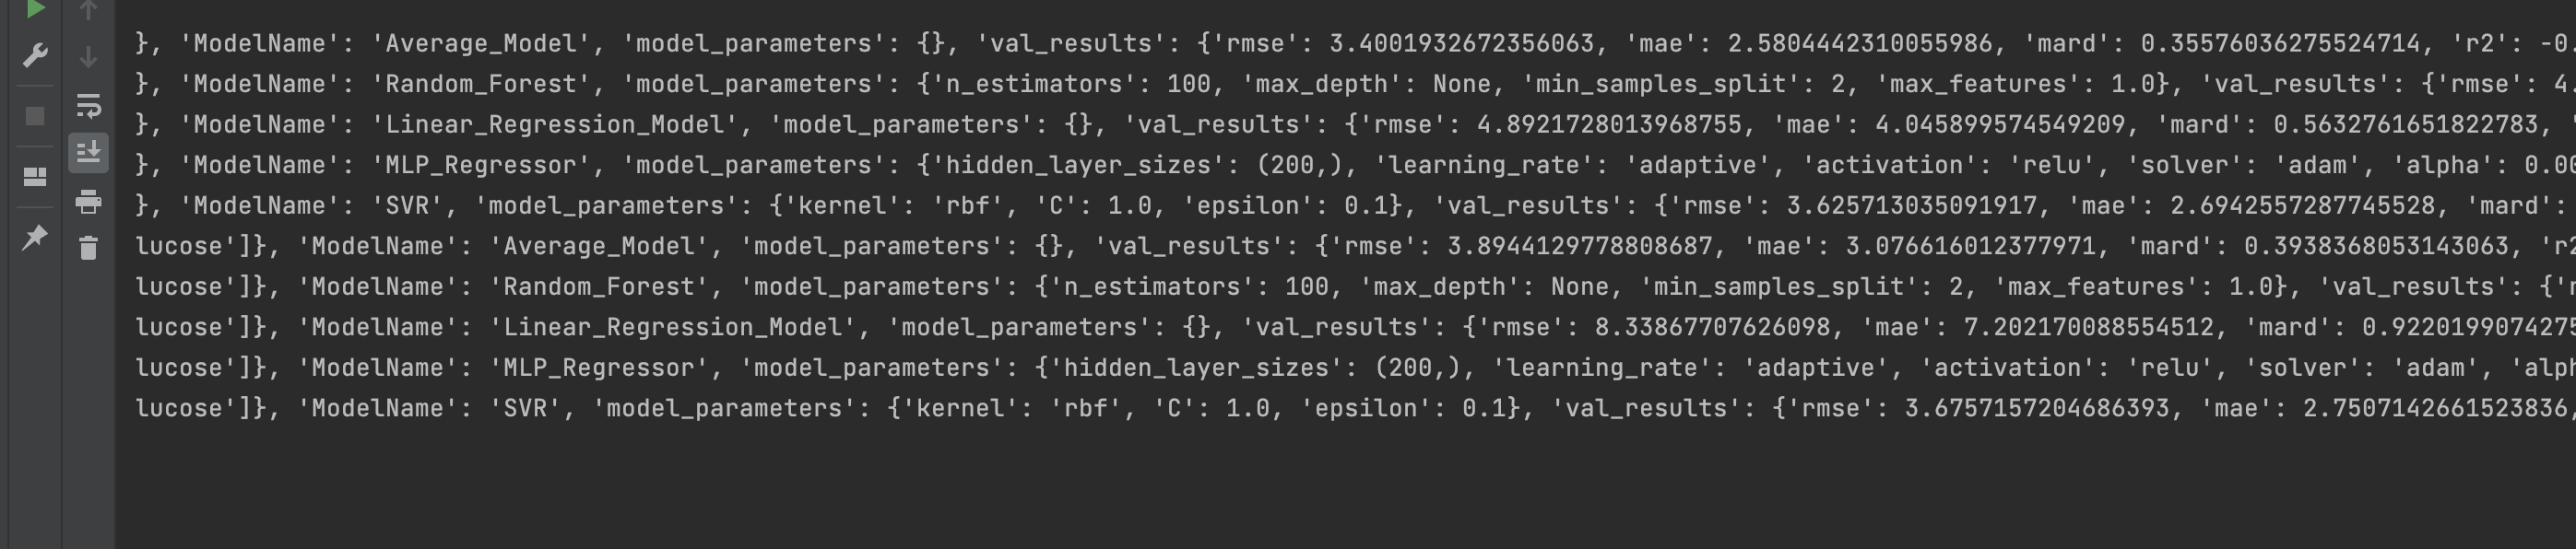 }, 'ModelName': 'Average_Model', 'model_parameters': {}, 'val_results': {'rmse': 3.4001932672356063, 'mae': 2.5804442310055986, 'mard': 0.35576036275524714, 'r2': -0.
}, 'ModelName': 'Random_Forest', 'model_parameters': {'n_estimators': 100, 'max_depth': None, 'min_samples_split': 2, 'max_features': 1.0}, 'val_results': {'rmse': 4.
}, 'ModelName': 'Linear_Regression_Model', 'model_parameters': {}, 'val_results': {'rmse': 4.8921728013968755, 'mae': 4.045899574549209, 'mard': 0.5632761651822783, '
}, 'ModelName': 'MLP_Regressor', 'model_parameters': {'hidden_layer_sizes': (200,), 'learning_rate': 'adaptive', 'activation': 'relu', 'solver': 'adam', 'alpha': 0.00
}, 'ModelName': 'SVR', 'model_parameters': {'kernel': 'rbf', 'C': 1.0, 'epsilon': 0.1}, 'val_results': {'rmse': 3.625713035091917, 'mae': 2.6942557287745528, 'mard':
lucose']}, 'ModelName': 'Average_Model', 'model_parameters': {}, 'val_results': {'rmse': 3.8944129778808687, 'mae': 3.076616012377971, 'mard': 0.3938368053143063, 'r2
lucose']}, 'ModelName': 'Random_Forest', 'model_parameters': {'n_estimators': 100, 'max_depth': None, 'min_samples_split': 2, 'max_features': 1.0}, 'val_results': {'r
lucose']}, 'ModelName': 'Linear_Regression_Model', 'model_parameters': {}, 'val_results': {'rmse': 8.33867707626098, 'mae': 7.202170088554512, 'mard': 0.9220199074275
lucose']}, 'ModelName': 'MLP_Regressor', 'model_parameters': {'hidden_layer_sizes': (200,), 'learning_rate': 'adaptive', 'activation': 'relu', 'solver': 'adam', 'alph
lucose']}, 'ModelName': 'SVR', 'model_parameters': {'kernel': 'rbf', 'C': 1.0, 'epsilon': 0.1}, 'val_results': {'rmse': 3.6757157204686393, 'mae': 2.7507142661523836,